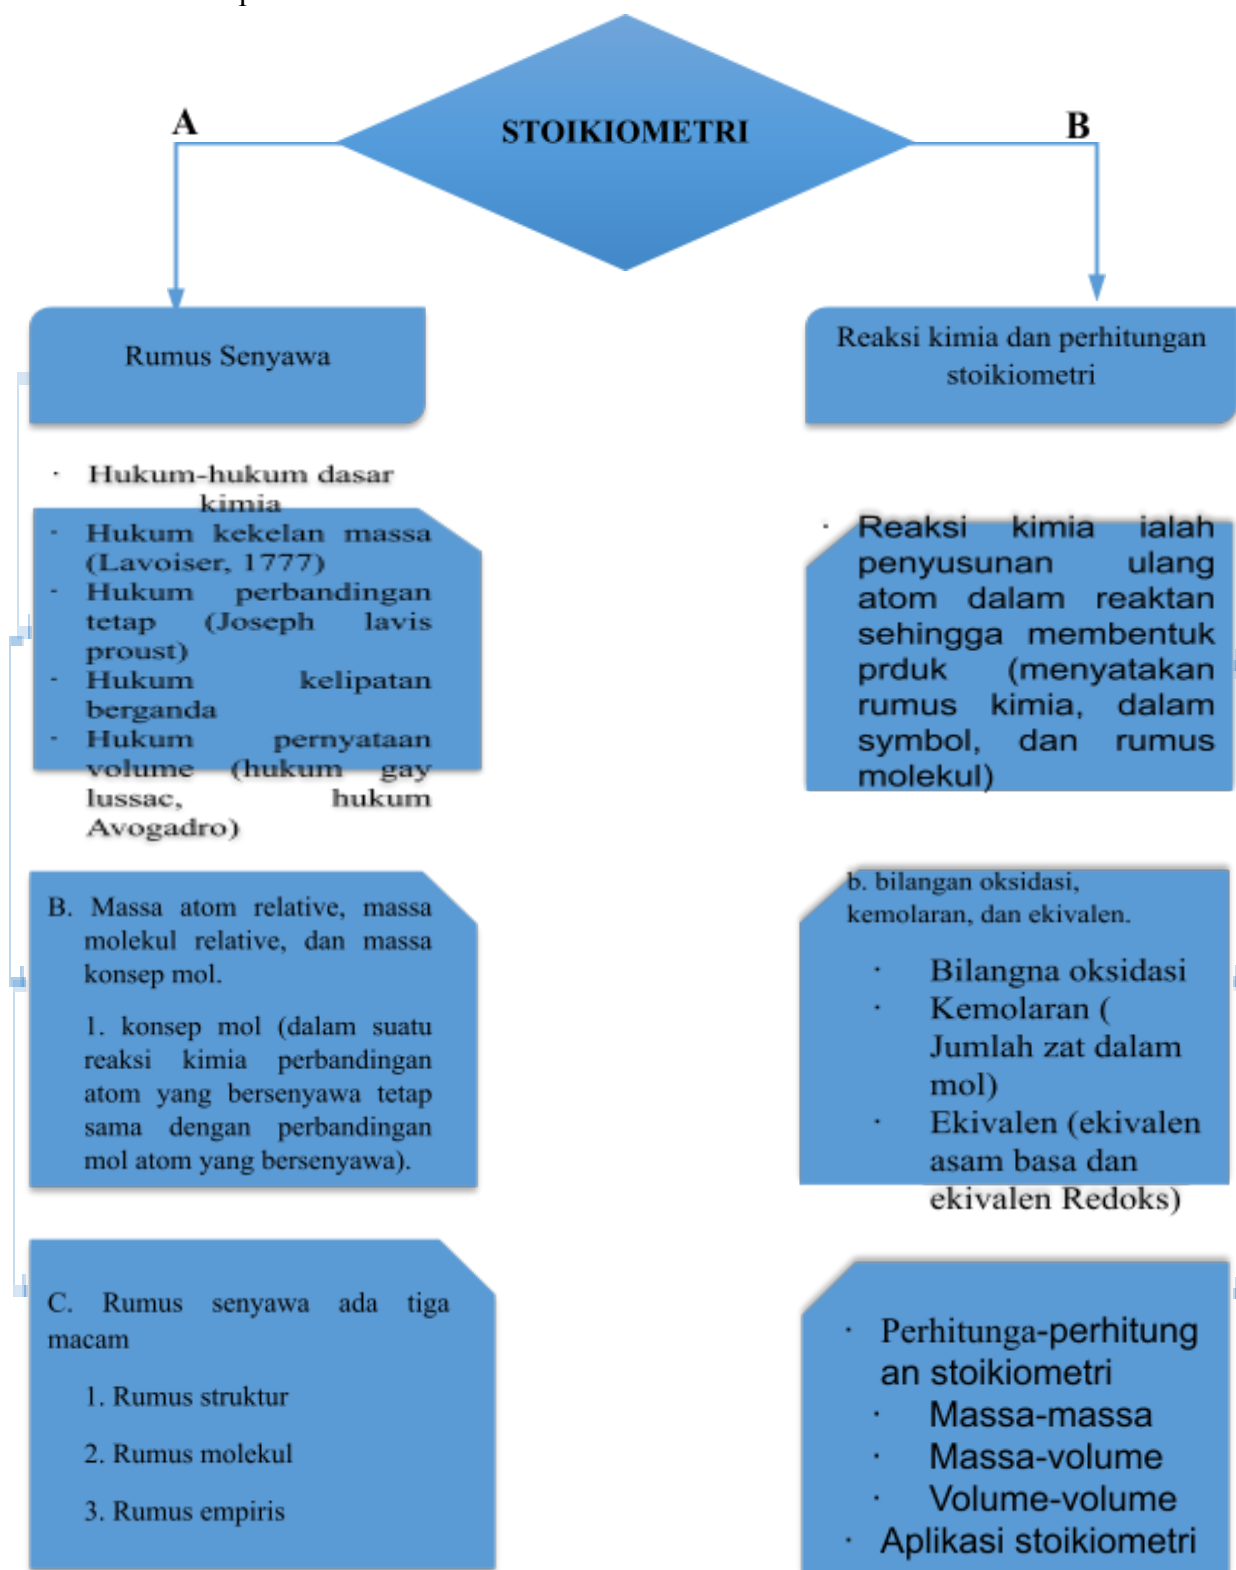 STOIKIOMETRI
A
B
Rumus Senyawa
· Hukum-hukum dasar
kimia
· Hukum kekelan massa
(Lavoiser, 1777)
· Hukum perbandingan
tetap (Joseph lavis
proust)
· Hukum kelipatan
berganda
· Hukum pernyataan
volume (hukum gay
lussac, hukum
Avogadro)
B. Massa atom relative, massa
molekul relative, dan massa
konsep mol.
1. konsep mol (dalam suatu
reaksi kimia perbandingan
atom yang bersenyawa tetap
sama dengan perbandingan
mol atom yang bersenyawa).
C. Rumus senyawa ada tiga
macam
1. Rumus struktur
2. Rumus molekul
3. Rumus empiris
Reaksi kimia dan perhitungan
stoikiometri
· Reaksi kimia ialah
penyusunan ulang
atom dalam reaktan
sehingga membentuk
prduk (menyatakan
rumus kimia, dalam
symbol, dan rumus
molekul)
b. bilangan oksidasi,
kemolaran, dan ekivalen.
· Bilangna oksidasi
· Kemolaran (
Jumlah zat dalam
mol)
· Ekivalen (ekivalen
asam basa dan
ekivalen Redoks)
· Perhitunga-perhitung
an stoikiometri
· Massa-massa
· Massa-volume
· Volume-volume
· Aplikasi stoikiometri